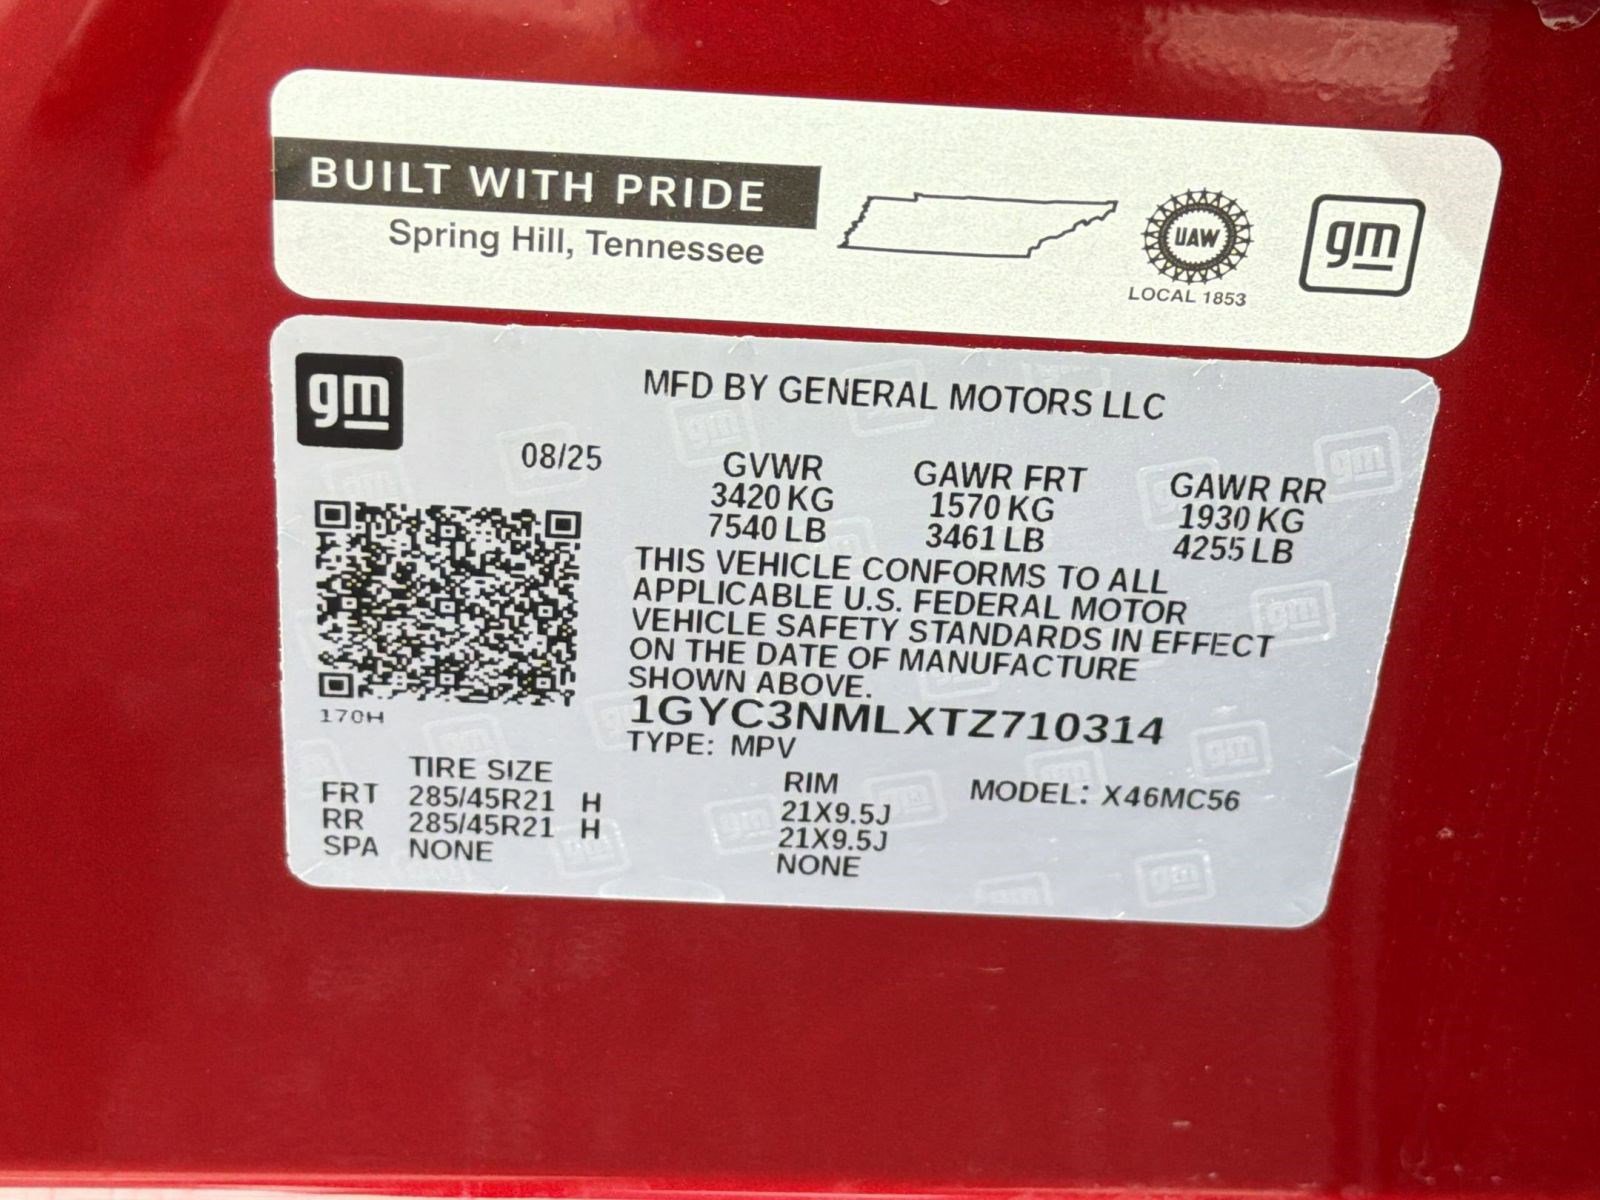 BUILT WITH PRIDE
Spring Hill, Tennessee
UAW
LOCAL 1853
gm
gm
MFD BY GENERAL MOTORS LLC
08/25
GVWR GAWR FRT GAWR RR
3420 KG 1570 KG 1930 KG
7540 LB 3461 LB 4255 LB
THIS VEHICLE CONFORMS TO ALL
APPLICABLE U.S. FEDERAL MOTOR
VEHICLE SAFETY STANDARDS IN EFFECT
ON THE DATE OF MANUFACTURE
SHOWN ABOVE.
170H
1GYC3NMLXTZ710314
TYPE: MPV
TIRE SIZE RIM MODEL: X46MC56
FRT 285/45R21 H 21X9.5J
RR 285/45R21 H 21X9.5J
SPA NONE NONE